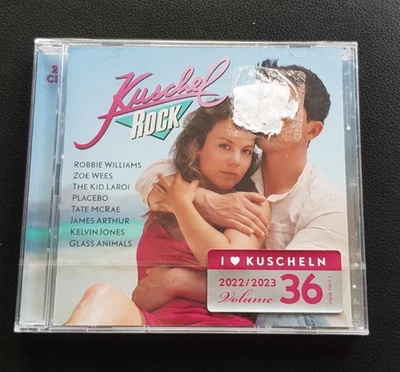 2
CD
Kuschel
ROCK
ROBBIE WILLIAMS
ZOE WEES
THE KID LAROI
PLACEBO
TATE MCRAE
JAMES ARTHUR
KELVIN JONES
GLASS ANIMALS
I ♥ KUSCHELN
2022/2023
Volume 36